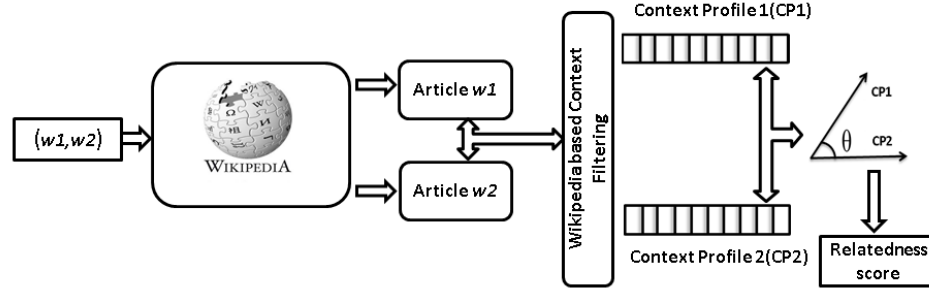 Context Profile 1(CP1)
(w1,w2)
WIKIPEDIA
Article w1
Article w2
Wikipedia based Context
Filtering
CP1
θ
CP2
Context Profile 2(CP2)
Relatedness
score